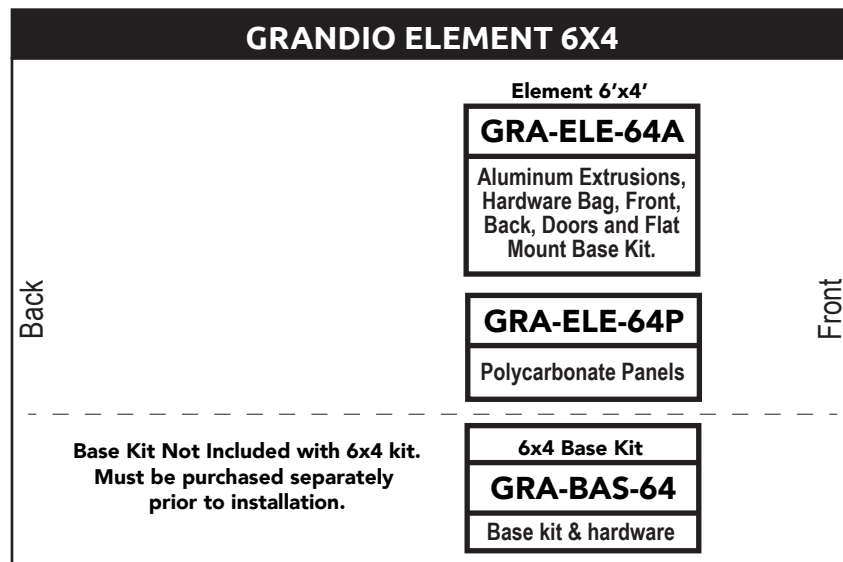 GRANDIO ELEMENT 6X4
Element 6’x4’
GRA-ELE-64A
Aluminum Extrusions,
Hardware Bag, Front,
Back, Doors and Flat
Mount Base Kit.
Back
Front
GRA-ELE-64P
Polycarbonate Panels
Base Kit Not Included with 6x4 kit.
Must be purchased separately
prior to installation.
6x4 Base Kit
GRA-BAS-64
Base kit & hardware